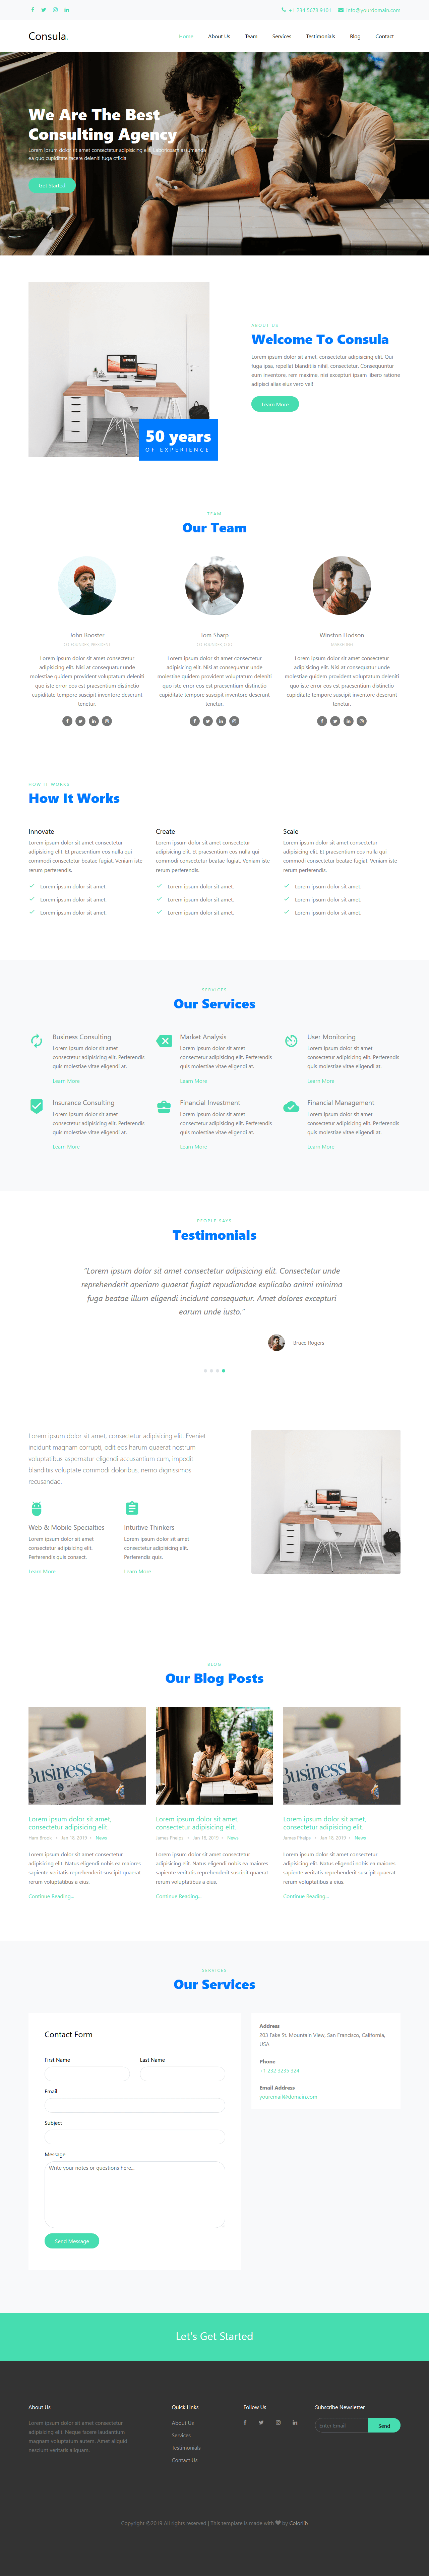 +1 234 5678 9101 info@yourdomain.com
Consula.
Home About Us Team Services Testimonials Blog Contact
We Are The Best
Consulting Agency
Lorem ipsum dolor sit amet consectetur adipisicing elit.
ea quo cupiditate facere deleniti fuga officia.
Get Started
ABOUT US
Welcome To Consula
Lorem ipsum dolor sit amet, consectetur adipisicing elit. Qui
fuga ipsa, repellat blanditiis nihil, consectetur. Consequuntur
eum inventore, rem maxime, nisi excepturi ipsam libero ratione
adipisci alias eius vero vel!
Learn More
50 years
OF EXPERIENCE
TEAM
Our Team
John Rooster
CO-FOUNDER, PRESIDENT
Lorem ipsum dolor sit amet consectetur
adipisicing elit. Nisi at consequatur unde
molestiae quidem provident voluptatum deleniti
quo iste error eos est praesentium distinctio
cupiditate tempore suscipit inventore deserunt
tenetur.
Tom Sharp
CO-FOUNDER, COO
Lorem ipsum dolor sit amet consectetur
adipisicing elit. Nisi at consequatur unde
molestiae quidem provident voluptatum deleniti
quo iste error eos est praesentium distinctio
cupiditate tempore suscipit inventore deserunt
tenetur.
Winston Hodson
MARKETING
Lorem ipsum dolor sit amet consectetur
adipisicing elit. Nisi at consequatur unde
molestiae quidem provident voluptatum deleniti
quo iste error eos est praesentium distinctio
cupiditate tempore suscipit inventore deserunt
tenetur.
HOW IT WORKS
How It Works
Innovate
Lorem ipsum dolor sit amet consectetur
adipisicing elit. Et praesentium eos nulla qui
commodi consectetur beatae fugiat. Veniam iste
rerum perferendis.
Lorem ipsum dolor sit amet.
Lorem ipsum dolor sit amet.
Lorem ipsum dolor sit amet.
Create
Lorem ipsum dolor sit amet consectetur
adipisicing elit. Et praesentium eos nulla qui
commodi consectetur beatae fugiat. Veniam iste
rerum perferendis.
Lorem ipsum dolor sit amet.
Lorem ipsum dolor sit amet.
Lorem ipsum dolor sit amet.
Scale
Lorem ipsum dolor sit amet consectetur
adipisicing elit. Et praesentium eos nulla qui
commodi consectetur beatae fugiat. Veniam iste
rerum perferendis.
Lorem ipsum dolor sit amet.
Lorem ipsum dolor sit amet.
Lorem ipsum dolor sit amet.
SERVICES
Our Services
Business Consulting
Lorem ipsum dolor sit amet
consectetur adipisicing elit. Perferendis
quis molestiae vitae eligendi at.
Learn More
Market Analysis
Lorem ipsum dolor sit amet
consectetur adipisicing elit. Perferendis
quis molestiae vitae eligendi at.
Learn More
User Monitoring
Lorem ipsum dolor sit amet
consectetur adipisicing elit. Perferendis
quis molestiae vitae eligendi at.
Learn More
Insurance Consulting
Lorem ipsum dolor sit amet
consectetur adipisicing elit. Perferendis
quis molestiae vitae eligendi at.
Learn More
Financial Investment
Lorem ipsum dolor sit amet
consectetur adipisicing elit. Perferendis
quis molestiae vitae eligendi at.
Learn More
Financial Management
Lorem ipsum dolor sit amet
consectetur adipisicing elit. Perferendis
quis molestiae vitae eligendi at.
Learn More
PEOPLE SAYS
Testimonials
"Lorem ipsum dolor sit amet consectetur adipisicing elit. Consectetur unde
reprehenderit aperiam quaerat fugiat repudiandae explicabo animi minima
fuga beatae illum eligendi incidunt consequatur. Amet dolores excepturi
earum unde iusto."
Bruce Rogers
Lorem ipsum dolor sit amet, consectetur adipisicing elit. Eveniet
incidunt magnam corrupti, odit eos harum quaerat nostrum
voluptatibus aspernatur eligendi accusantium cum, impedit
blanditiis voluptate commodi doloribus, nemo dignissimos
recusandae.
Web & Mobile Specialties
Lorem ipsum dolor sit amet
consectetur adipisicing elit.
Perferendis quis consect.
Learn More
Intuitive Thinkers
Lorem ipsum dolor sit amet
consectetur adipisicing elit.
Perferendis quis.
Learn More
BLOG
Our Blog Posts
Business
Lorem ipsum dolor sit amet,
consectetur adipisicing elit.
Ham Brook • Jan 18, 2019 • News
Lorem ipsum dolor sit amet, consectetur adipisicing
elit. Natus eligendi nobis ea maiores
sapiente veritatis reprehenderit suscipit quaerat
rerum voluptatibus a eius.
Continue Reading...
Lorem ipsum dolor sit amet,
consectetur adipisicing elit.
James Phelps • Jan 18, 2019 • News
Lorem ipsum dolor sit amet, consectetur adipisicing
elit. Natus eligendi nobis ea maiores
sapiente veritatis reprehenderit suscipit quaerat
rerum voluptatibus a eius.
Continue Reading...
Business
Lorem ipsum dolor sit amet,
consectetur adipisicing elit.
James Phelps • Jan 18, 2019 • News
Lorem ipsum dolor sit amet, consectetur adipisicing
elit. Natus eligendi nobis ea maiores
sapiente veritatis reprehenderit suscipit quaerat
rerum voluptatibus a eius.
Continue Reading...
SERVICES
Our Services
Contact Form
First Name Last Name
Email
Subject
Message
Write your notes or questions here...
Send Message
Address
203 Fake St. Mountain View, San Francisco, California,
USA
Phone
+1 232 3235 324
Email Address
youremail@domain.com
Let's Get Started
About Us
Lorem ipsum dolor sit amet consectetur
adipisicing elit. Neque facere laudantium
magnam voluptatum autem. Amet aliquid
nesciunt veritatis aliquam.
Quick Links
About Us
Services
Testimonials
Contact Us
Follow Us
Subscribe Newsletter
Enter Email Send
Copyright ©2019 All rights reserved | This template is made with by Colorlib